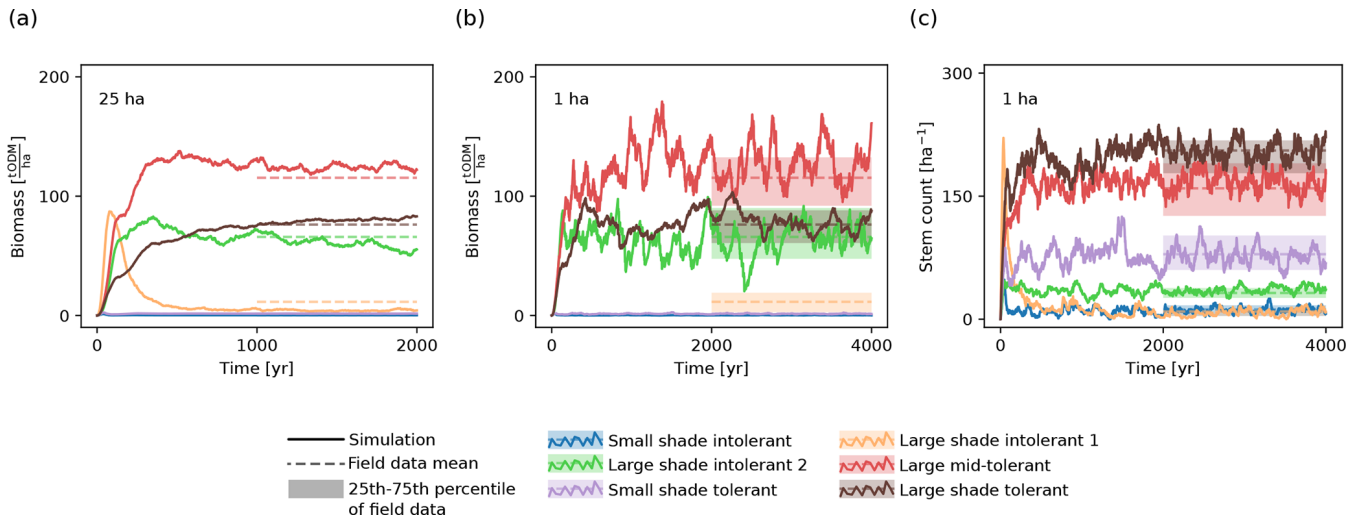 (a)
(b)
(c)
200
100
0
Biomass [tODM/ha]
25 ha
0
1000
2000
Time [yr]
200
100
0
Biomass [tODM/ha]
1 ha
0
2000
4000
Time [yr]
300
150
0
Stem count [ha⁻¹]
1 ha
0
2000
4000
Time [yr]
Simulation
Field data mean
25th-75th percentile
of field data
Small shade intolerant
Large shade intolerant 2
Small shade tolerant
Large shade intolerant 1
Large mid-tolerant
Large shade tolerant